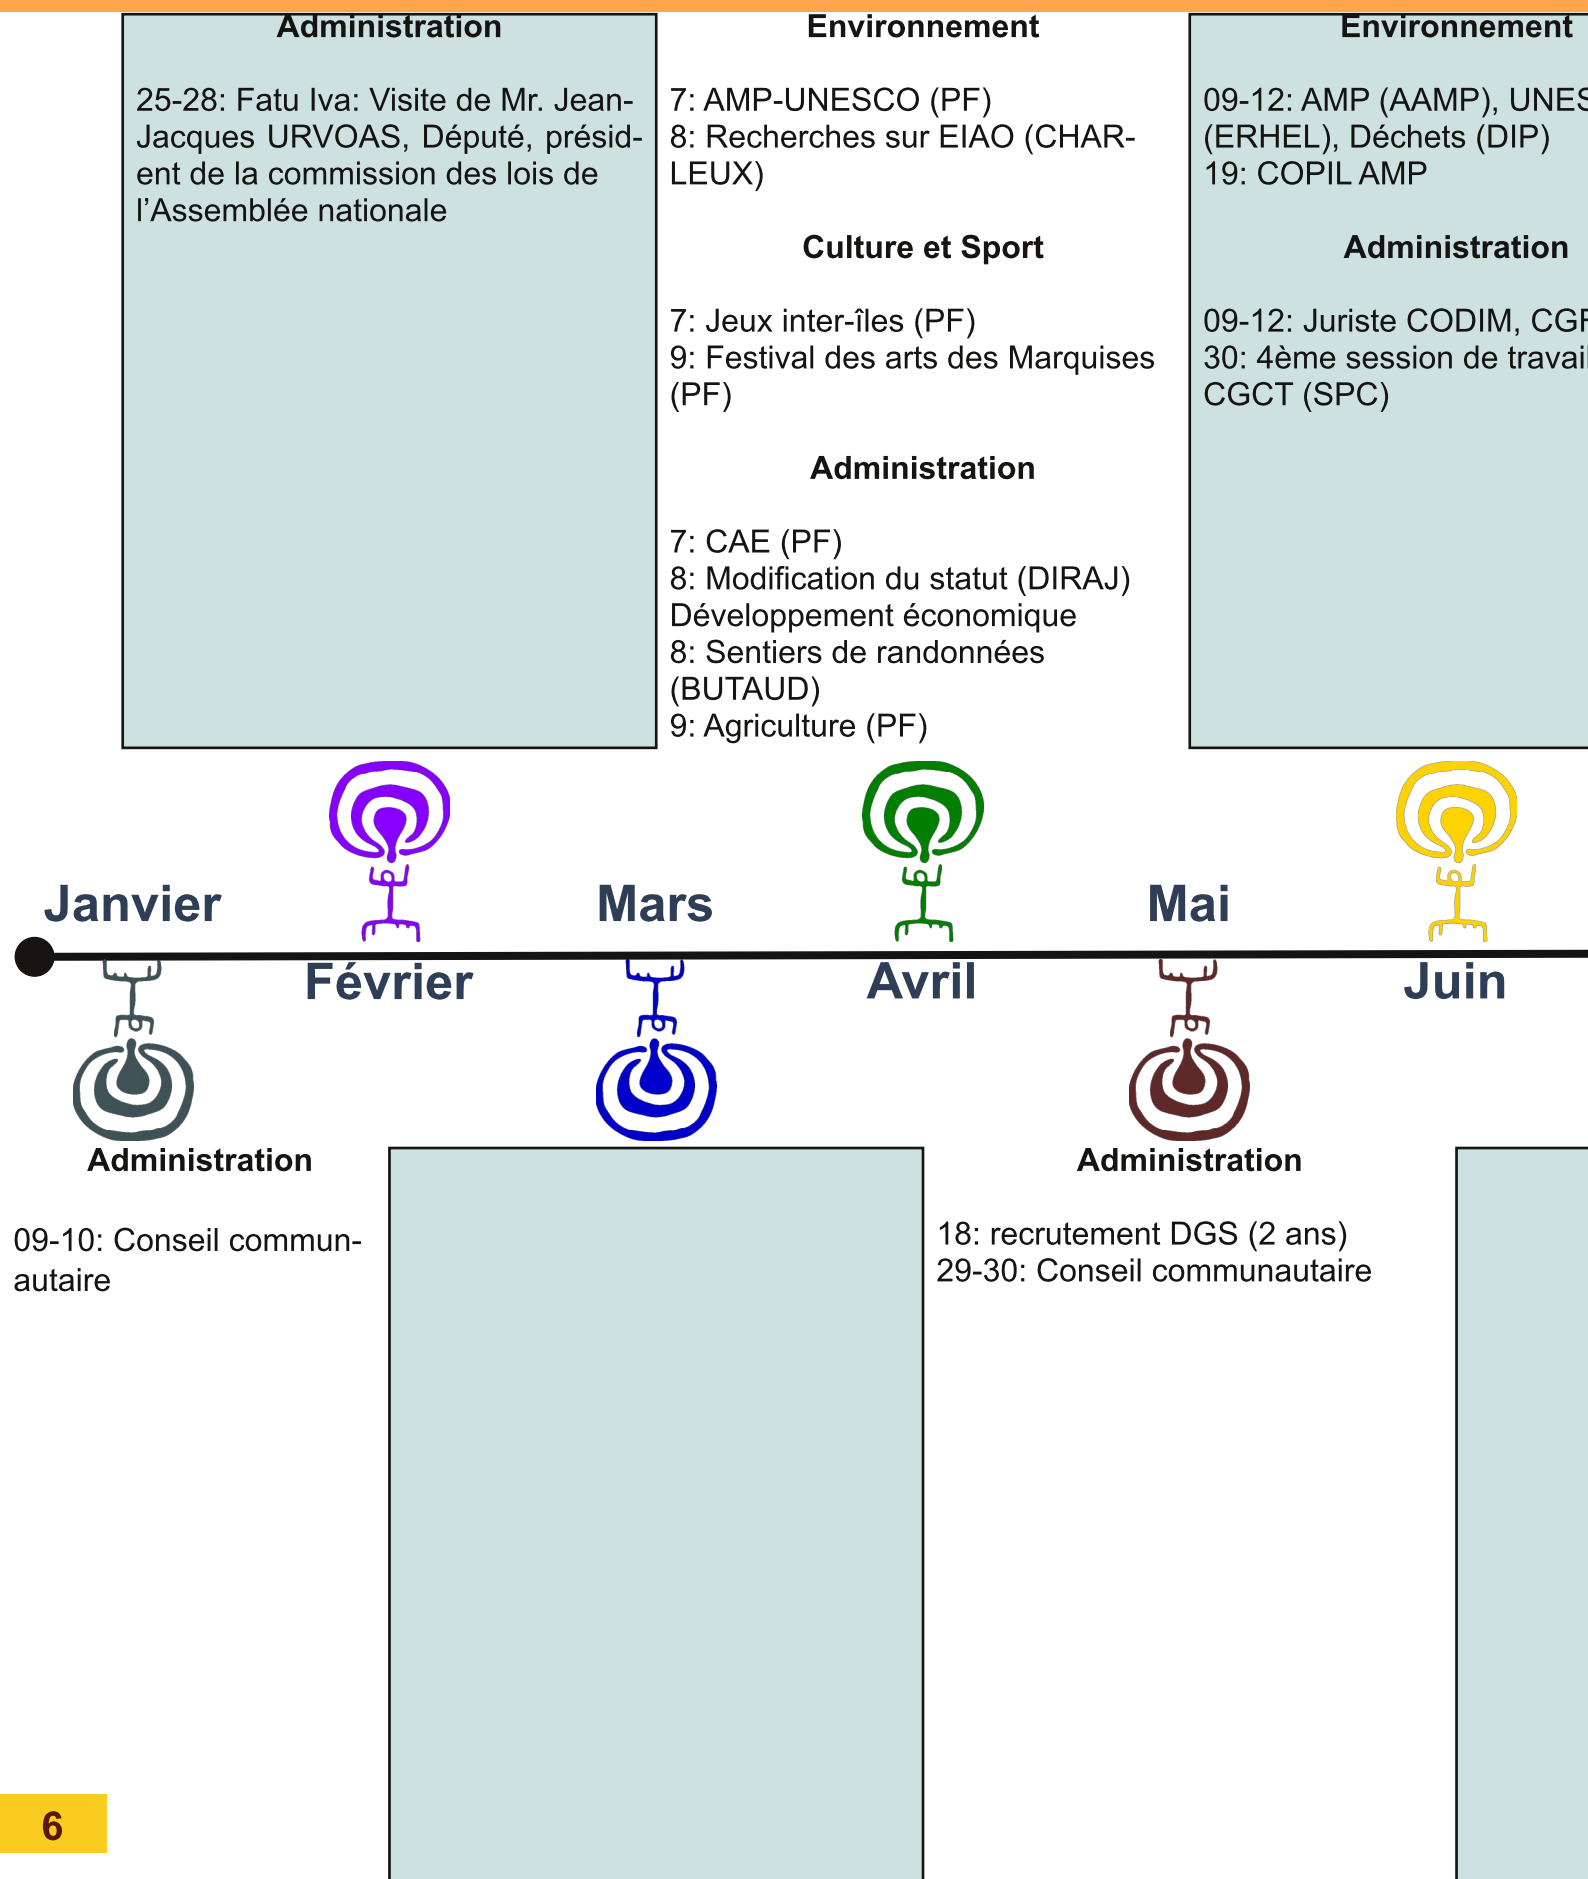 Administration
25-28: Fatu Iva: Visite de Mr. Jean-
Jacques URVOAS, Député, présid-
ent de la commission des lois de
l’Assemblée nationale
Environnement
7: AMP-UNESCO (PF)
8: Recherches sur EIAO (CHAR-
LEUX)
Culture et Sport
7: Jeux inter-îles (PF)
9: Festival des arts des Marquises
(PF)
Administration
7: CAE (PF)
8: Modification du statut (DIRAJ)
Développement économique
8: Sentiers de randonnées
(BUTAUD)
9: Agriculture (PF)
Environnement
09-12: AMP (AAMP),
(ERHEL), Déchets (DIP)
19: COPIL AMP
Administration
09-12: Juriste CODIM,
30: 4ème session de travail
CGCT (SPC)
Janvier
Mars
Mai
Février
Avril
Juin
Administration
09-10: Conseil commun-
autaire
Administration
18: recrutement DGS (2 ans)
29-30: Conseil communautaire
6